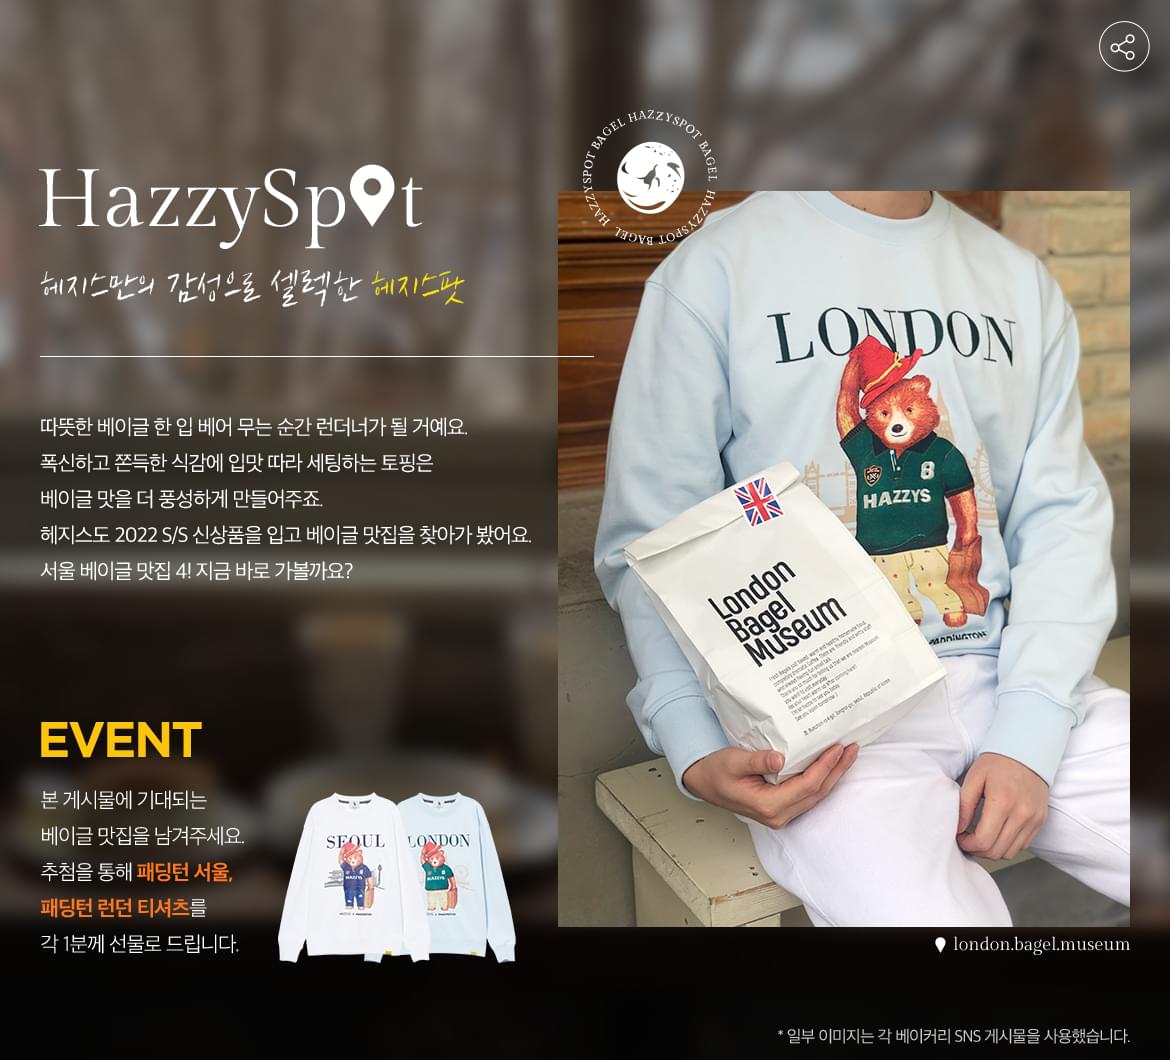 HAZZYSPOT BAGEL HAZZYSPOT BAGEL HAZZYSPOT BAGEL
HazzySpot
헤지스만의 감성으로 셀렉한 헤지스팟
따뜻한 베이글 한 입 베어 무는 순간 런더너가 될 거예요.
폭신하고 쫀득한 식감에 입맛 따라 세팅하는 토핑은
베이글 맛을 더 풍성하게 만들어주죠.
헤지스도 2022 S/S 신상품을 입고 베이글 맛집을 찾아가 봤어요.
서울 베이글 맛집 4! 지금 바로 가볼까요?
LONDON
8
HAZZYS
PADDINGTON
London
Bagel
Museum
EVENT
본 게시물에 기대되는
베이글 맛집을 남겨주세요.
추첨을 통해 패딩턴 서울,
패딩턴 런던 티셔츠를
각 1분께 선물로 드립니다.
SEOUL
HAZZYS
LONDON
HAZZYS
london.bagel.museum
* 일부 이미지는 각 베이커리 SNS 게시물을 사용했습니다.